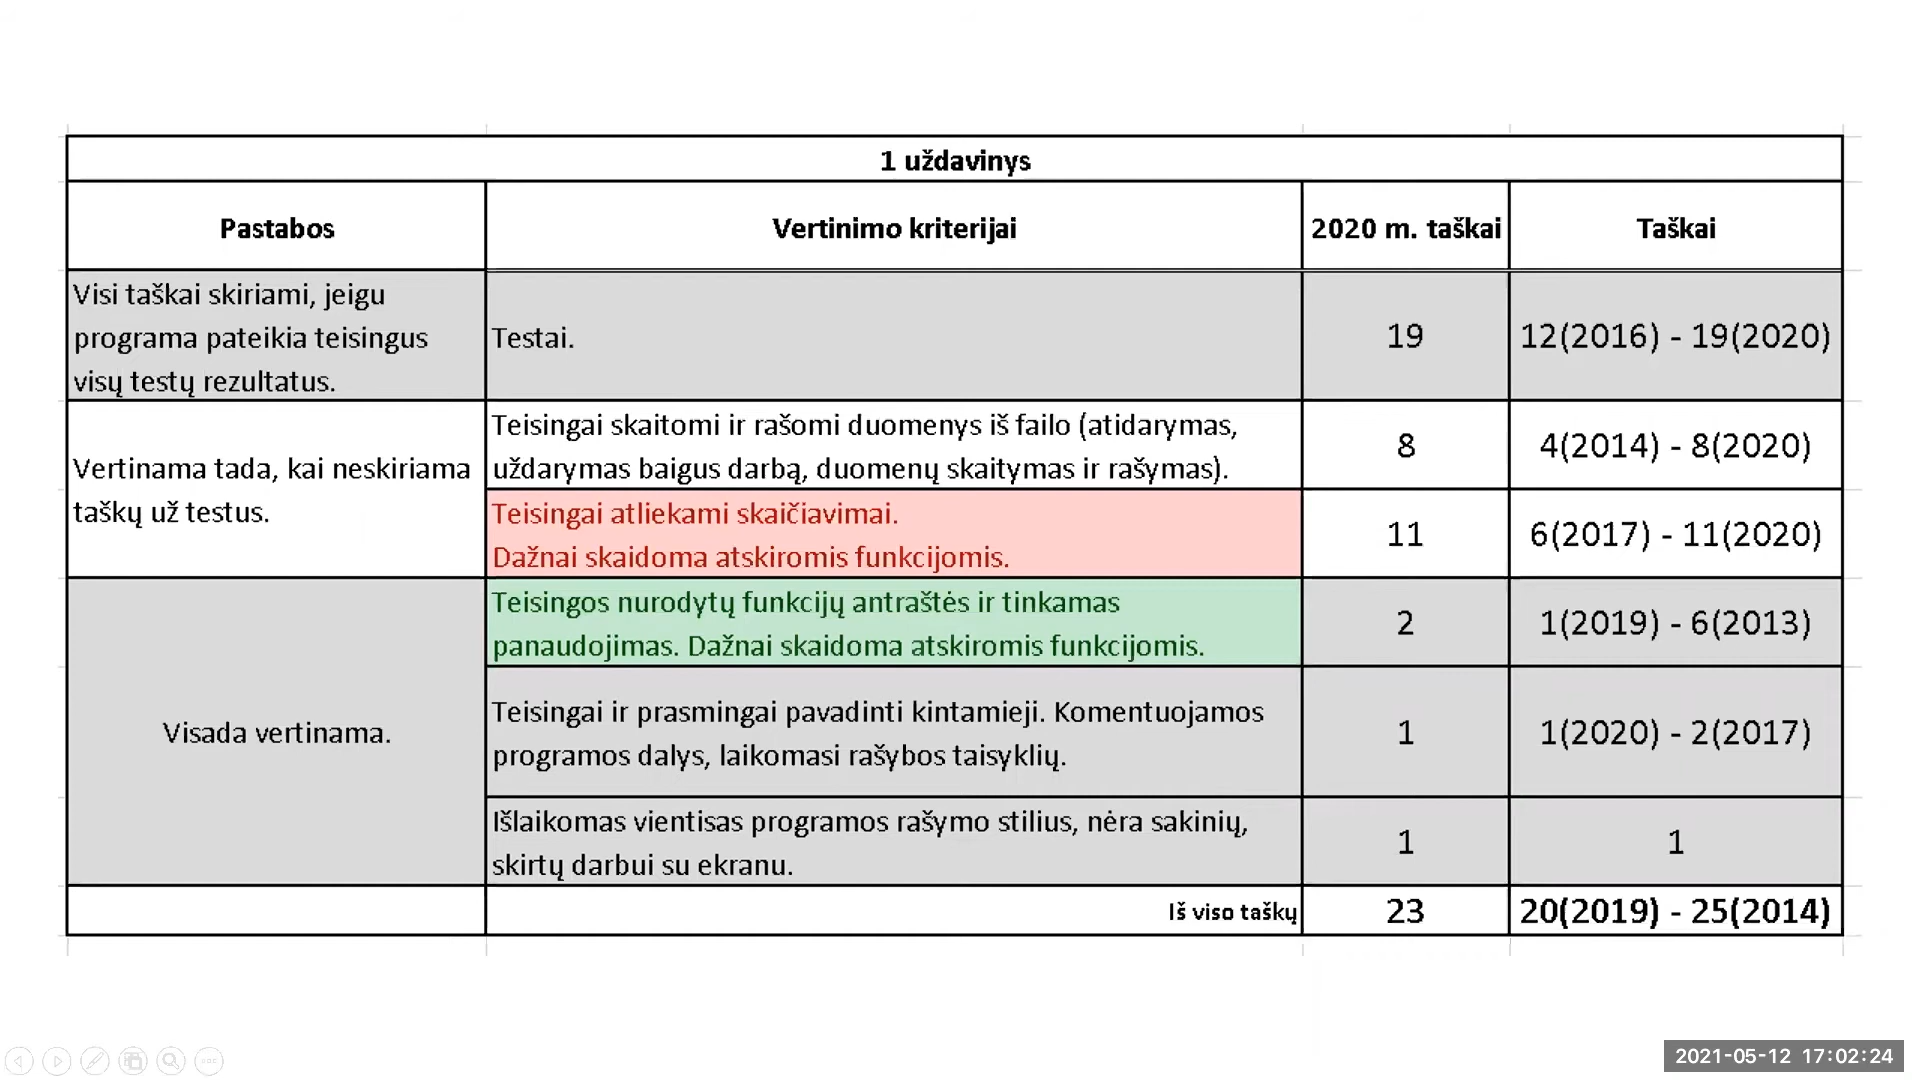 1 uždavinys
Pastabos
Vertinimo kriterijai
2020 m. taškai
Taškai
Visi taškai skiriami, jeigu
programa pateikia teisingus
visų testų rezultatus.
Testai.
19
12(2016) - 19(2020)
Vertinama tada, kai neskiriama
taškų už testus.
Teisingai skaitomi ir rašomi duomenys iš failo (atidarymas,
uždarymas baigus darbą, duomenų skaitymas ir rašymas).
8
4(2014) - 8(2020)
Teisingai atliekami skaičiavimai.
Dažnai skaidoma atskiromis funkcijomis.
11
6(2017) - 11(2020)
Visada vertinama.
Teisingos nurodytų funkcijų antraštės ir tinkamas
panaudojimas. Dažnai skaidoma atskiromis funkcijomis.
2
1(2019) - 6(2013)
Teisingai ir prasmingai pavadinti kintamieji. Komentuojamos
programos dalys, laikomasi rašybos taisyklių.
1
1(2020) - 2(2017)
Išlaikomas vientisas programos rašymo stilius, nėra sakinių,
skirtų darbui su ekranu.
1
1
Iš viso taškų
23
20(2019) - 25(2014)
2021-05-12 17:02:24